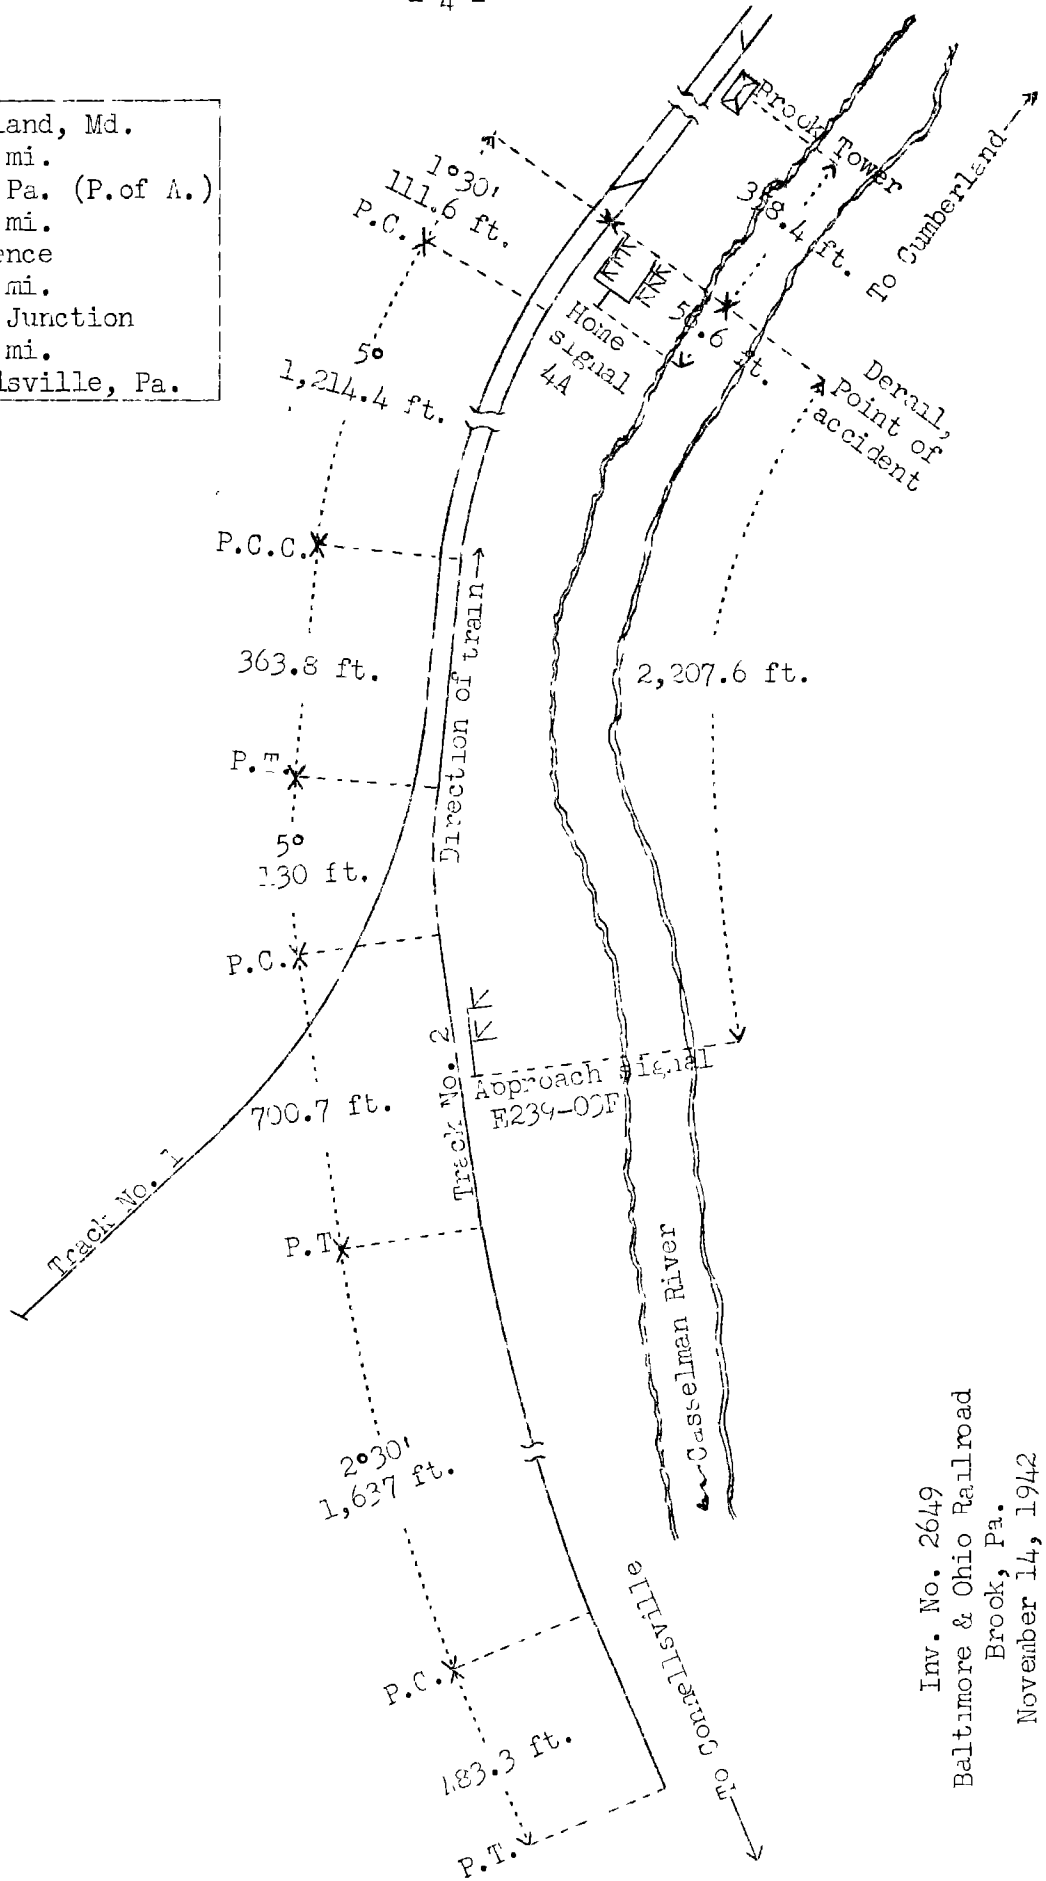 - 4 -
land, Md.
mi.
Pa. (P.of A.)
mi.
ence
mi.
Junction
mi.
lsville, Pa.
Brook Tower
To Cumberland
1°30'
111.6 ft.
P.C.
358.4 ft.
Home
signal
4A
ft.
Derail,
Point of
accident
5°
1,214.4 ft.
P.C.C.
Direction of train
363.8 ft.
2,207.6 ft.
P.T.
5°
130 ft.
P.C.
Track No. 2
Approach signal
700.7 ft.
Track No. 1
P.T.
Casselman River
2°30'
1,637 ft.
P.C.
To Connellsville
183.3 ft.
P.T.
Inv. No. 2649
Baltimore & Ohio Railroad
Brook, Pa.
November 14, 1942